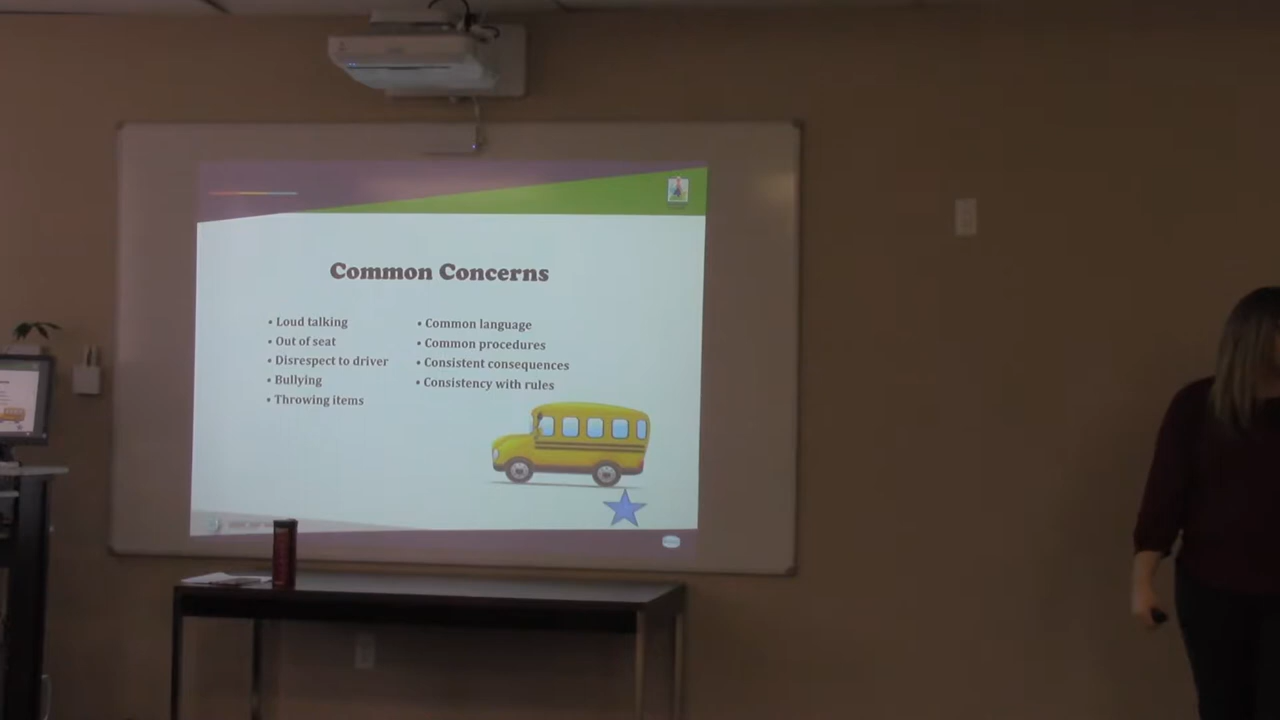 Common Concerns
• Loud talking
• Out of seat
• Disrespect to driver
• Bullying
• Throwing items
• Common language
• Common procedures
• Consistent consequences
• Consistency with rules